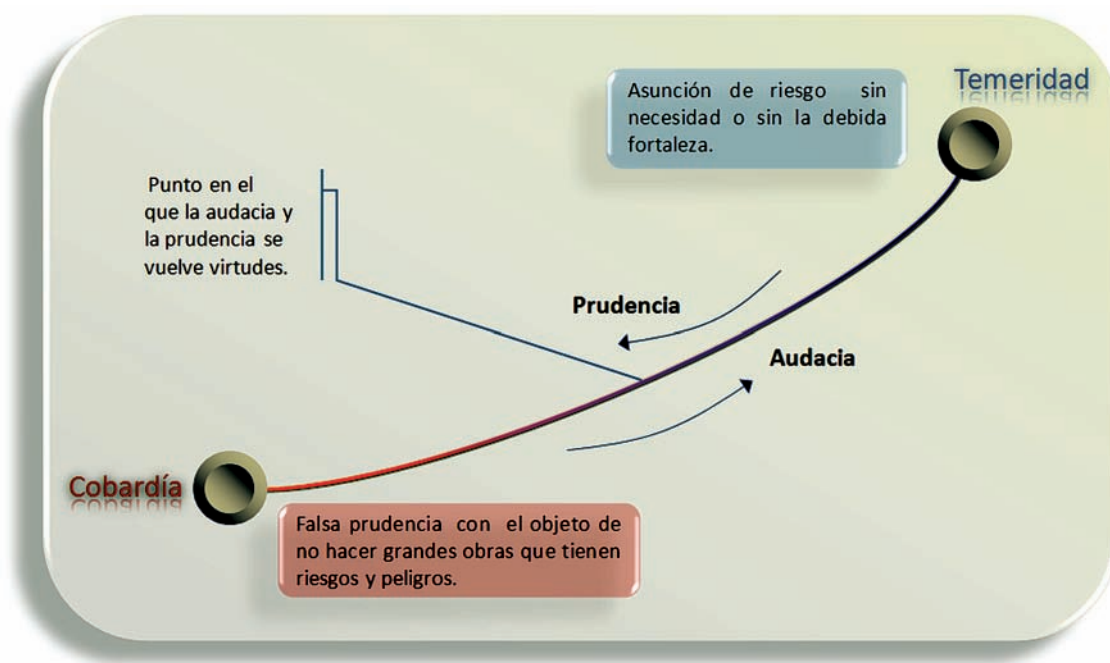 Temeridad
Asunción de riesgo sin
necesidad o sin la debida
fortaleza.
Punto en el
que la audacia y
la prudencia se
vuelve virtudes.
Prudencia
Audacia
Cobardía
Falsa prudencia con el objeto de
no hacer grandes obras que tienen
riesgos y peligros.